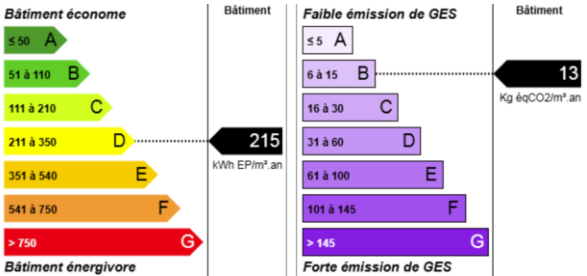 Bâtiment économe
Bâtiment
≤ 50 A
51 à 110 B
111 à 210 C
211 à 350 D
215
kWh EP/m².an
351 à 540 E
541 à 750 F
> 750 G
Bâtiment énergivore
Faible émission de GES
Bâtiment
≤ 5 A
6 à 15 B
13
Kg éqCO2/m².an
16 à 30 C
31 à 60 D
61 à 100 E
101 à 145 F
> 145 G
Forte émission de GES